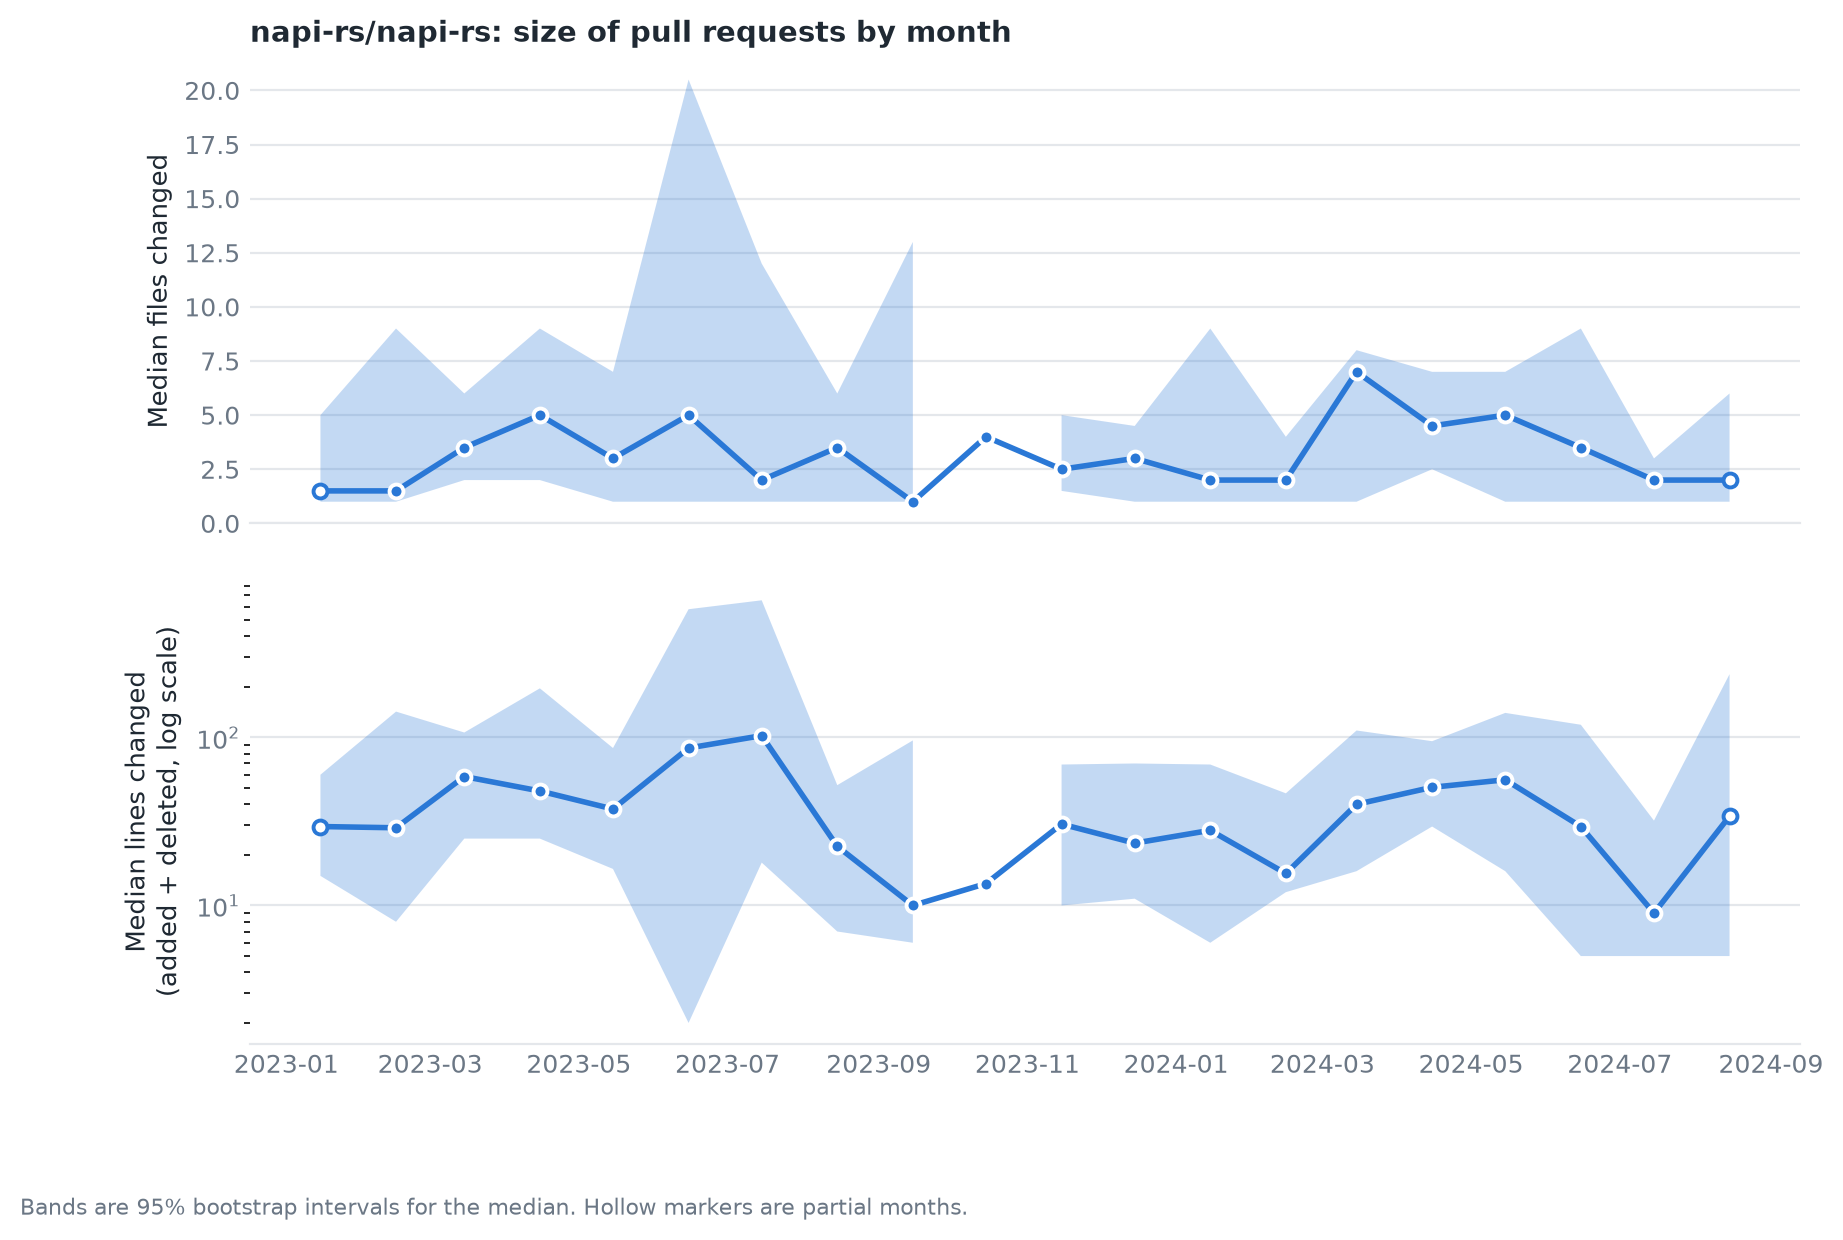 napi-rs/napi-rs: size of pull requests by month
Median files changed
20.0
17.5
15.0
12.5
10.0
7.5
5.0
2.5
0.0
Median lines changed
(added + deleted, log scale)
10²
10¹
2023-01 2023-03 2023-05 2023-07 2023-09 2023-11 2024-01 2024-03 2024-05 2024-07 2024-09
Bands are 95% bootstrap intervals for the median. Hollow markers are partial months.